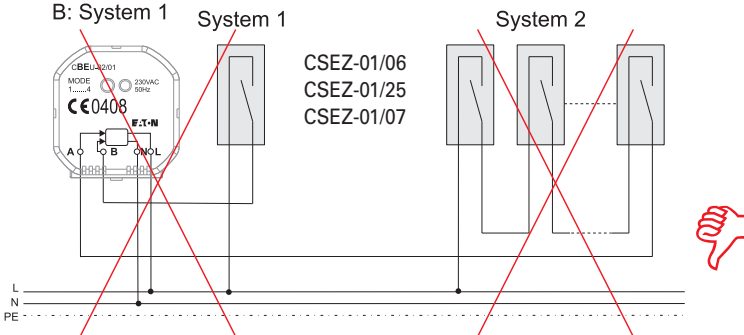 B: System 1
System 1
System 2
CBEU-02/01
MODE
1......4
230VAC
50Hz
CE0408
EATON
A
B
N
L
CSEZ-01/06
CSEZ-01/25
CSEZ-01/07
L
N
PE